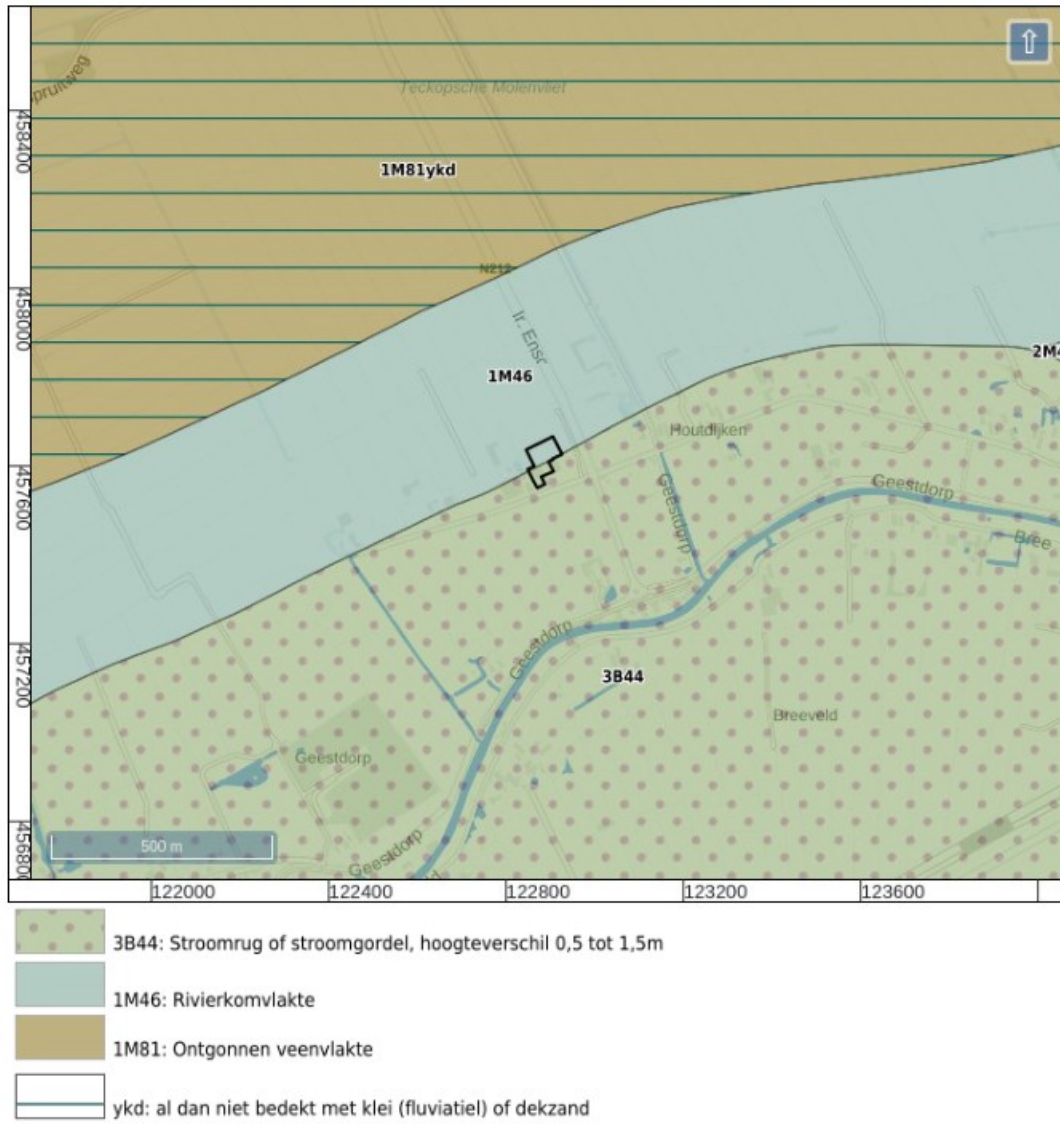 Spruitweg
Teckopsche Molenvliet
1M81ykd
N212
Ir. Ensc
1M46
2M4
Houtdijken
Geestdorp
Geestdorp
Bree
Geestdorp
3B44
Breeveld
Geestdorp
Geestdorp
500 m
458400
458000
457600
457200
456800
122000 122400 122800 123200 123600
3B44: Stroomrug of stroomgordel, hoogteverschil 0,5 tot 1,5m
1M46: Rivierkomvlakte
1M81: Ontgonnen veenvlakte
ykd: al dan niet bedekt met klei (fluviatiel) of dekzand